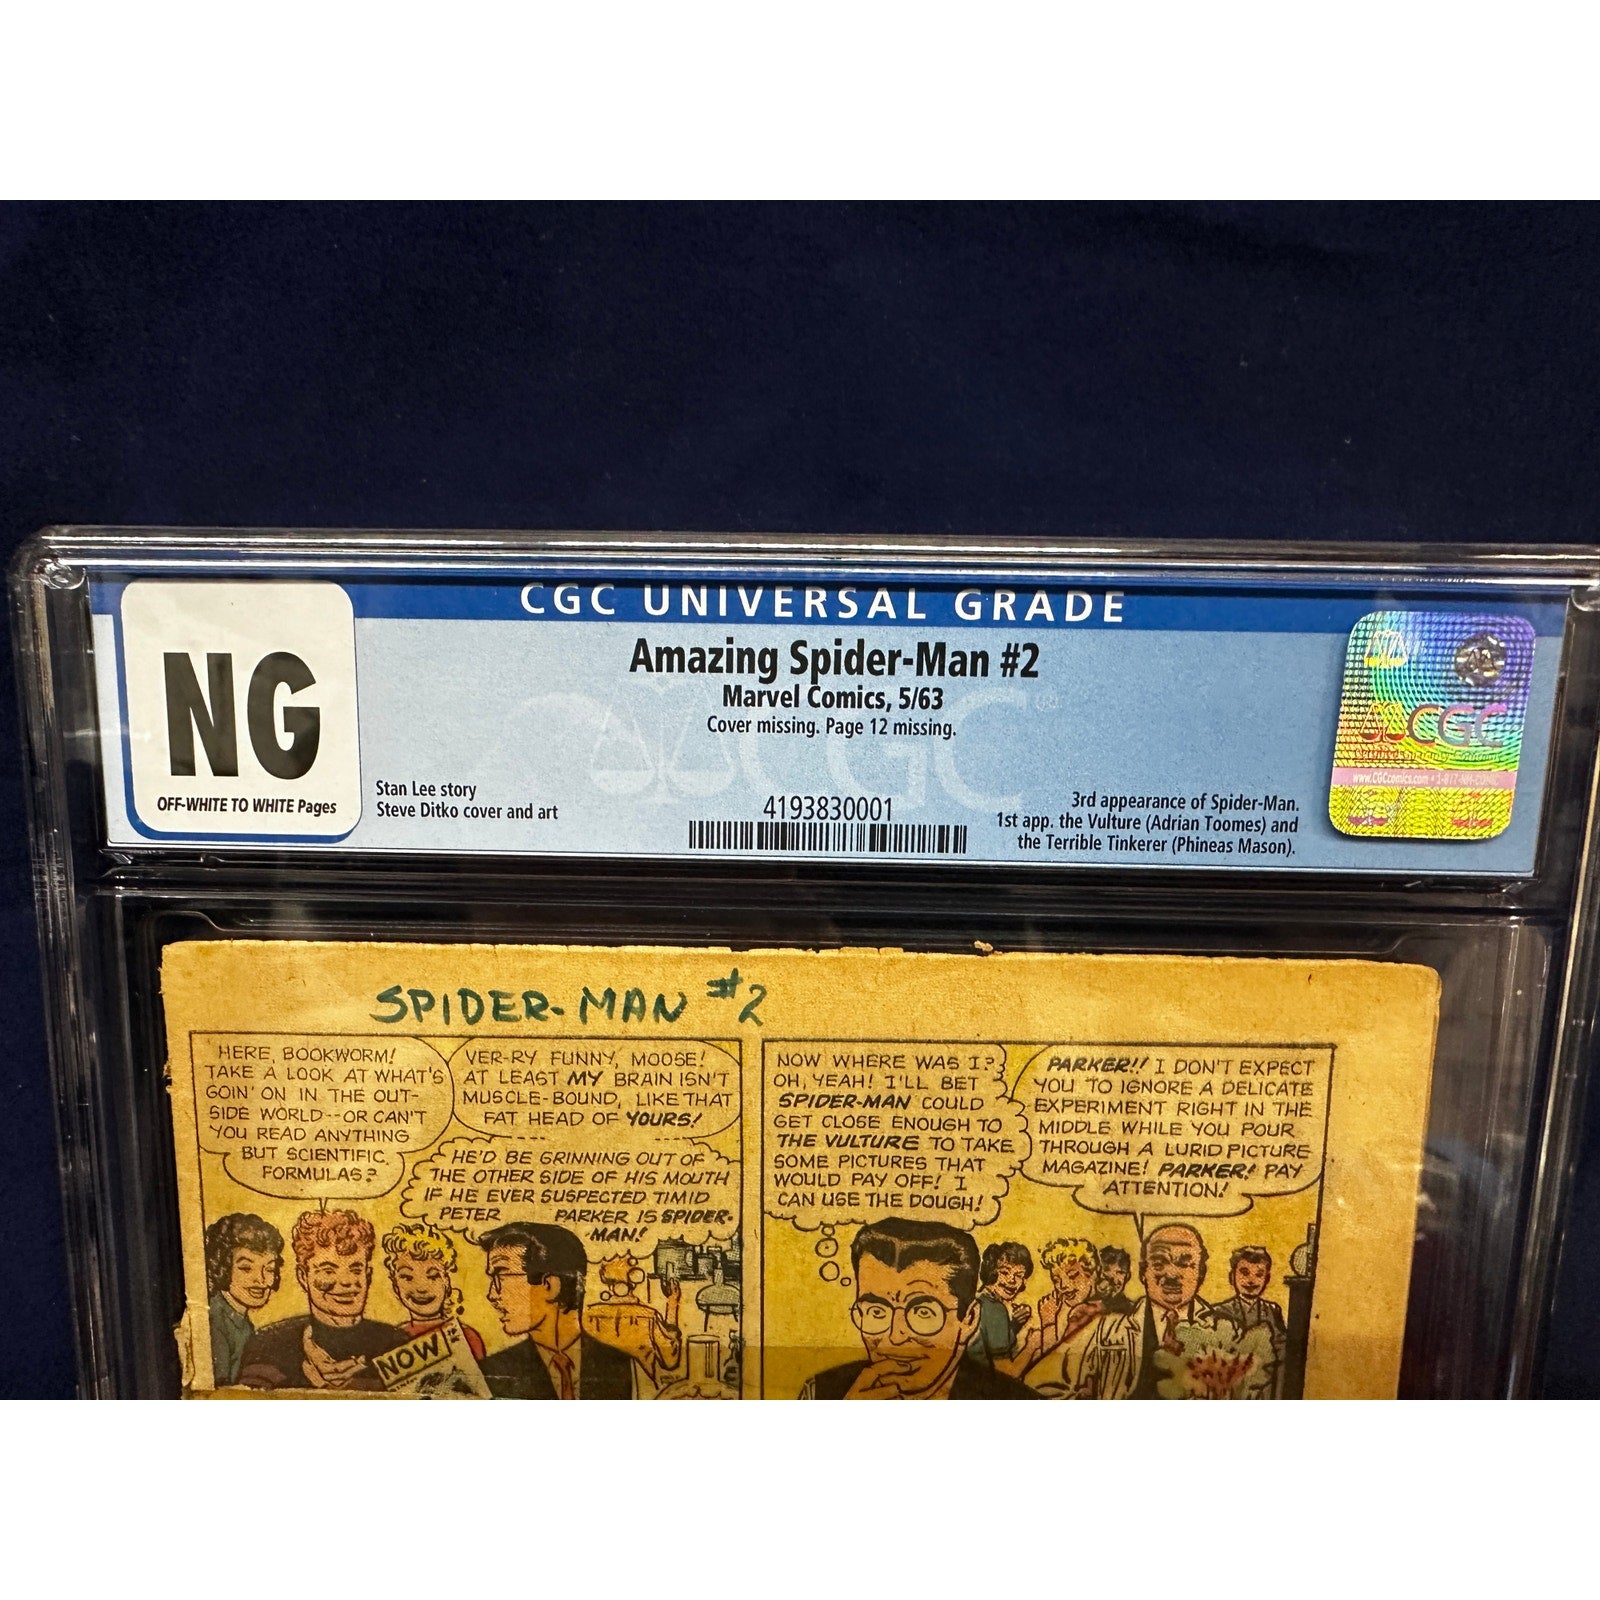 CGC UNIVERSAL GRADE
NG
OFF-WHITE TO WHITE Pages
Amazing Spider-Man #2
Marvel Comics, 5/63
Cover missing. Page 12 missing.
Stan Lee story
Steve Ditko cover and art
4193830001
3rd appearance of Spider-Man.
1st app. the Vulture (Adrian Toomes) and
the Terrible Tinkerer (Phineas Mason).
CGC
www.CGCcomics.com • 1-877-NM-COMIC
SPIDER-MAN #2
HERE, BOOKWORM!
TAKE A LOOK AT WHAT'S
GOIN' ON IN THE OUT-
SIDE WORLD--OR CAN'T
YOU READ ANYTHING
BUT SCIENTIFIC
FORMULAS?
VER-RY FUNNY, MOOSE!
AT LEAST MY BRAIN ISN'T
MUSCLE-BOUND, LIKE THAT
FAT HEAD OF YOURS!
HE'D BE GRINNING OUT OF
THE OTHER SIDE OF HIS MOUTH
IF HE EVER SUSPECTED TIMID
PETER PARKER IS SPIDER-
MAN!
NOW
NOW WHERE WAS I?
OH, YEAH! I'LL BET
SPIDER-MAN COULD
GET CLOSE ENOUGH TO
THE VULTURE TO TAKE
SOME PICTURES THAT
WOULD PAY OFF! I
CAN USE THE DOUGH!
PARKER!! I DON'T EXPECT
YOU TO IGNORE A DELICATE
EXPERIMENT RIGHT IN THE
MIDDLE WHILE YOU POUR
THROUGH A LURID PICTURE
MAGAZINE! PARKER! PAY
ATTENTION!